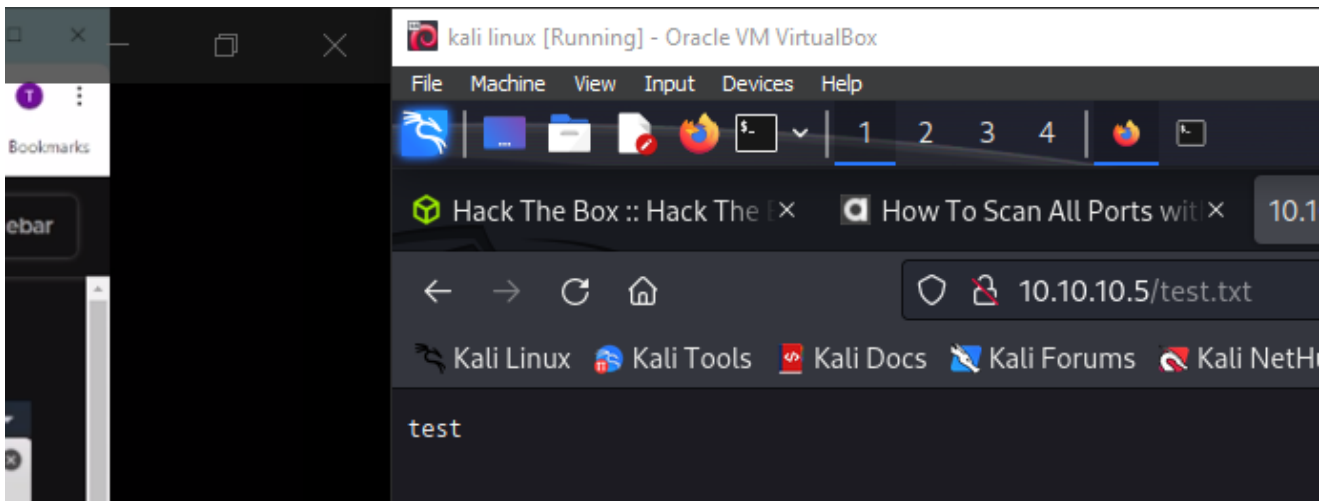 kali linux [Running] - Oracle VM VirtualBox
File Machine View Input Devices Help
T
1 2 3 4
Bookmarks
Hack The Box :: Hack The
How To Scan All Ports wit
10.1
ebar
10.10.10.5/test.txt
Kali Linux Kali Tools Kali Docs Kali Forums Kali NetH
test